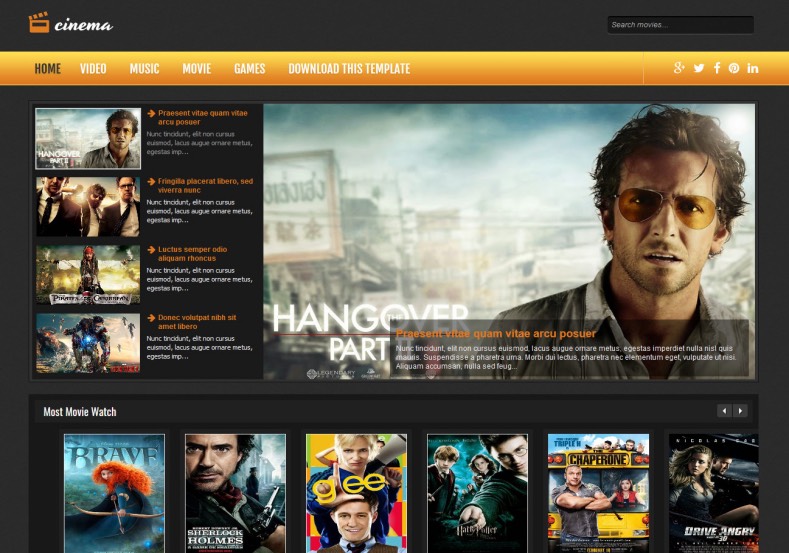 cinema
Search movies...
HOME
VIDEO
MUSIC
MOVIE
GAMES
DOWNLOAD THIS TEMPLATE
Praesent vitae quam vitae
arcu posuer
Nunc tincidunt, elit non cursus
euismod, lacus augue ornare metus,
egestas imp...
HANGOVER
PART II
Fringilla placerat libero, sed
viverra nunc
Nunc tincidunt, elit non cursus
euismod, lacus augue ornare metus,
egestas imp...
Luctus semper odio
aliquam rhoncus
Nunc tincidunt, elit non cursus
euismod, lacus augue ornare metus,
egestas imp...
PIRATES of the CARIBBEAN
Donec volutpat nibh sit
amet libero
Nunc tincidunt, elit non cursus
euismod, lacus augue ornare metus,
egestas imp...
HANGOVER
PART
LEGENDARY
Praesent vitae quam vitae arcu posuer
Nunc tincidunt, elit non cursus euismod, lacus augue ornare metus, egestas imperdiet nulla nisl quis
mauris. Suspendisse a pharetra urna. Morbi dui lectus, pharetra nec elementum eget, vulputate ut nisi.
Aliquam accumsan, nulla sed feug...
Most Movie Watch
BRAVE
SHERLOCK
HOLMES
glee
Harry Potter
TRIPLE H
THE
CHAPERONE
NICOLAS
DRIVE ANGRY
3D